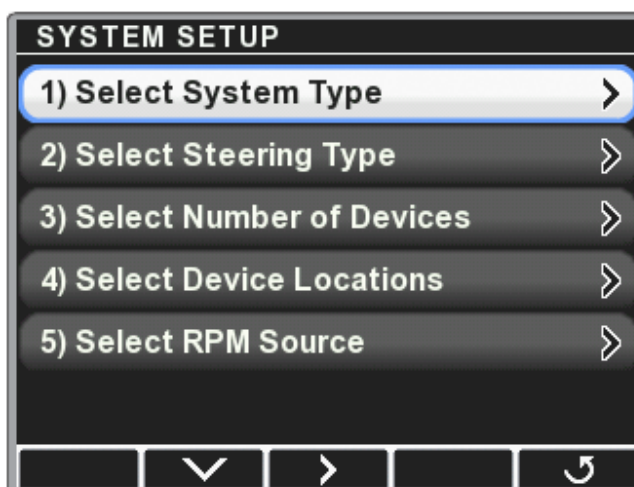 SYSTEM SETUP
1) Select System Type
2) Select Steering Type
3) Select Number of Devices
4) Select Device Locations
5) Select RPM Source